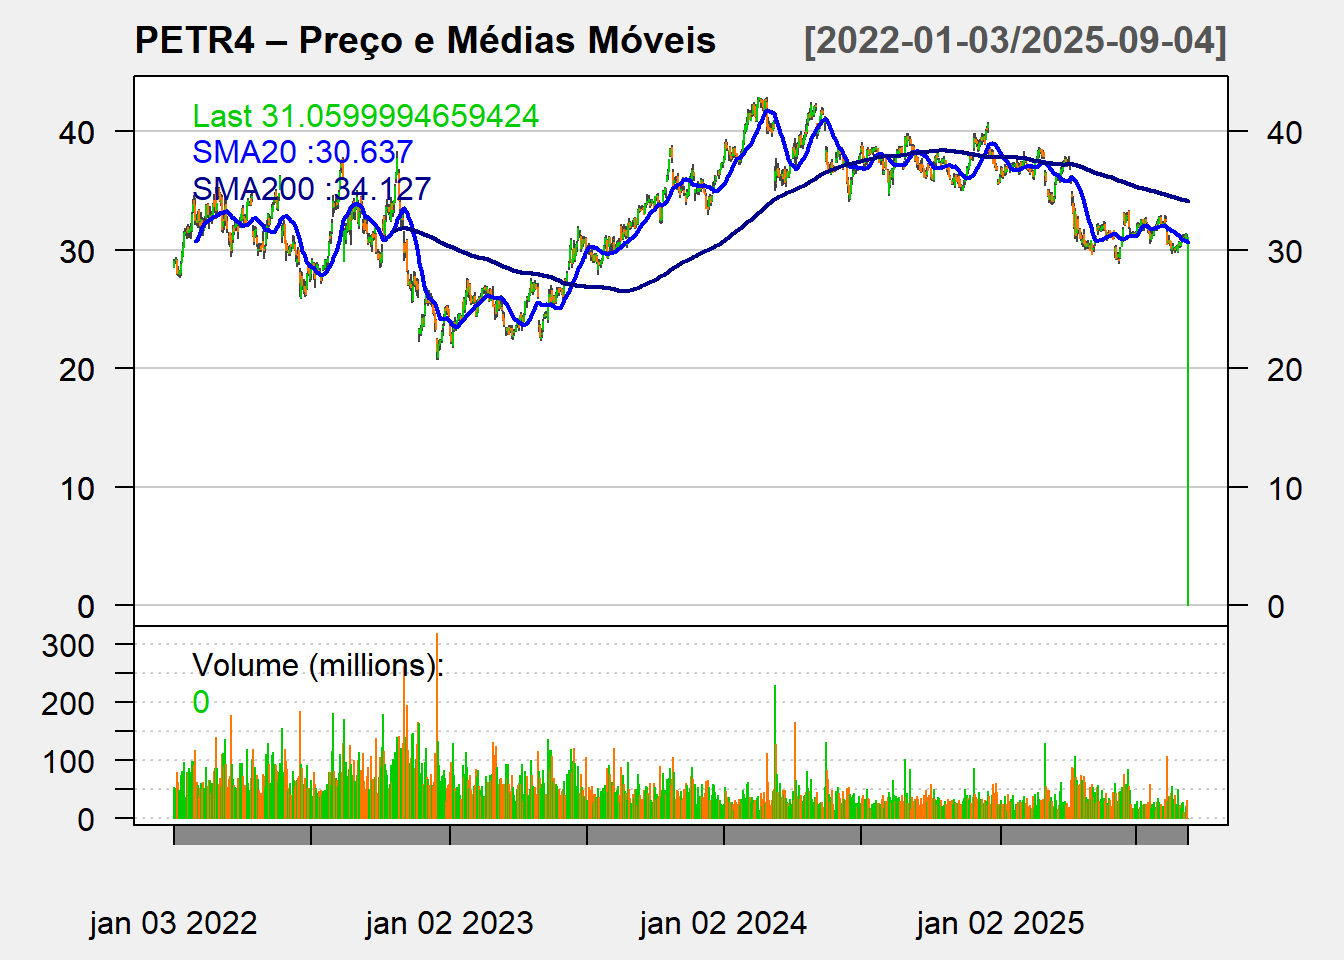 PETR4 – Preço e Médias Móveis [2022-01-03/2025-09-04]
Last 31.0599994659424
SMA20 :30.637
SMA200 :34.127
40 40
30 30
20 20
10 10
0 0
300
Volume (millions):
200
0
100
0
jan 03 2022 jan 02 2023 jan 02 2024 jan 02 2025